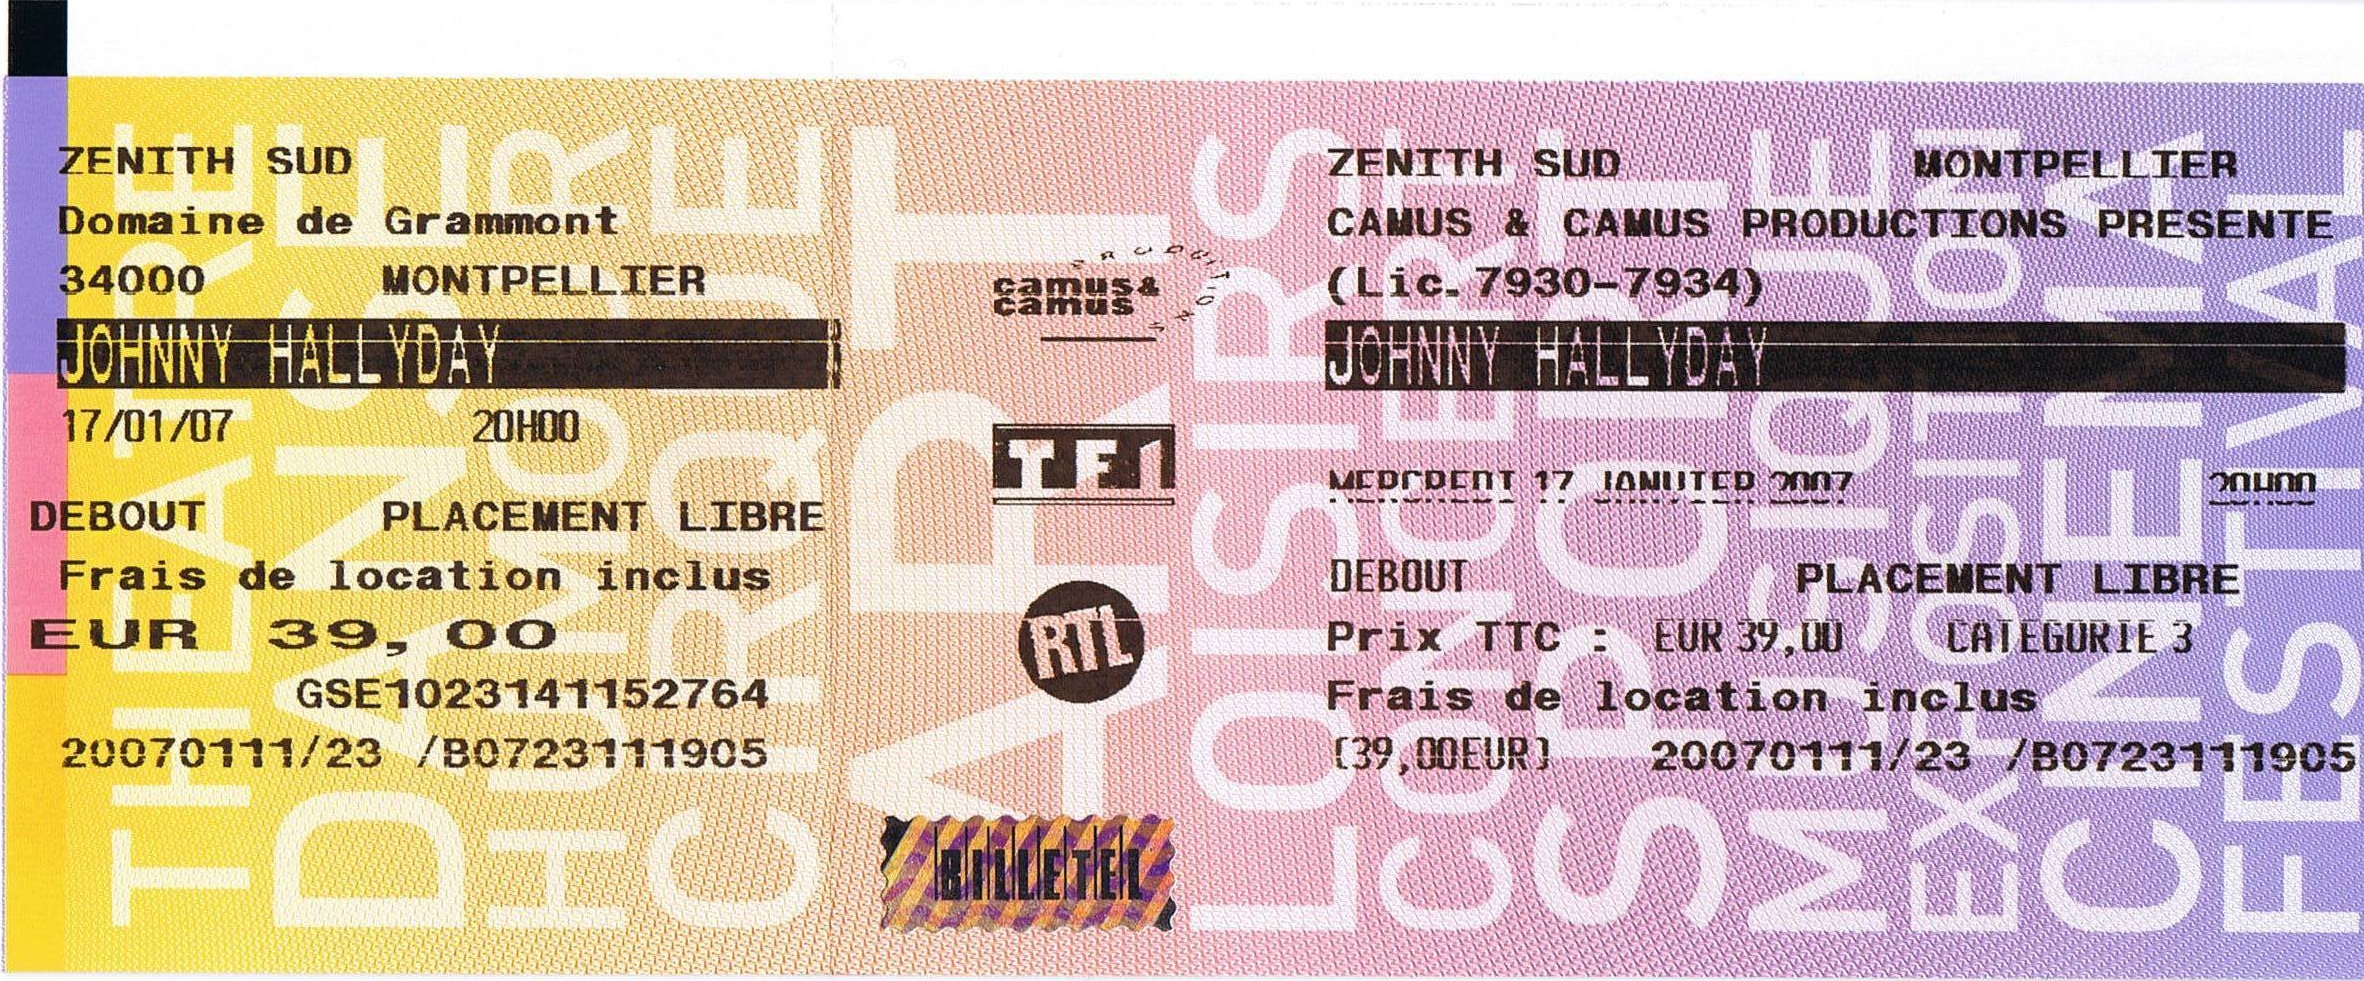 ZENITH SUD
Domaine de Grammont
34000 MONTPELLIER
JOHNNY HALLYDAY
17/01/07 20H00
DEBOUT PLACEMENT LIBRE
Frais de location inclus
EUR 39,00
GSE1023141152764
20070111/23 /B0723111905
camus&
camus
PRODUCTIONS
TF1
RTL
BILLETEL
ZENITH SUD MONTPELLIER
CAMUS & CAMUS PRODUCTIONS PRESENTE
(Lic. 7930-7934)
JOHNNY HALLYDAY
MERCREDI 17 JANVIER 2007 20H00
DEBOUT PLACEMENT LIBRE
Prix TTC : EUR 39,00 CATEGORIE 3
Frais de location inclus
(39,00EUR) 20070111/23 /B0723111905
THEATRE
DANSE
HUMOUR
CIRQUE
ART
LOISIRS
CONCERT
SPORT
MUSIQUE
EXPOSITION
CINEMA
FESTIVAL